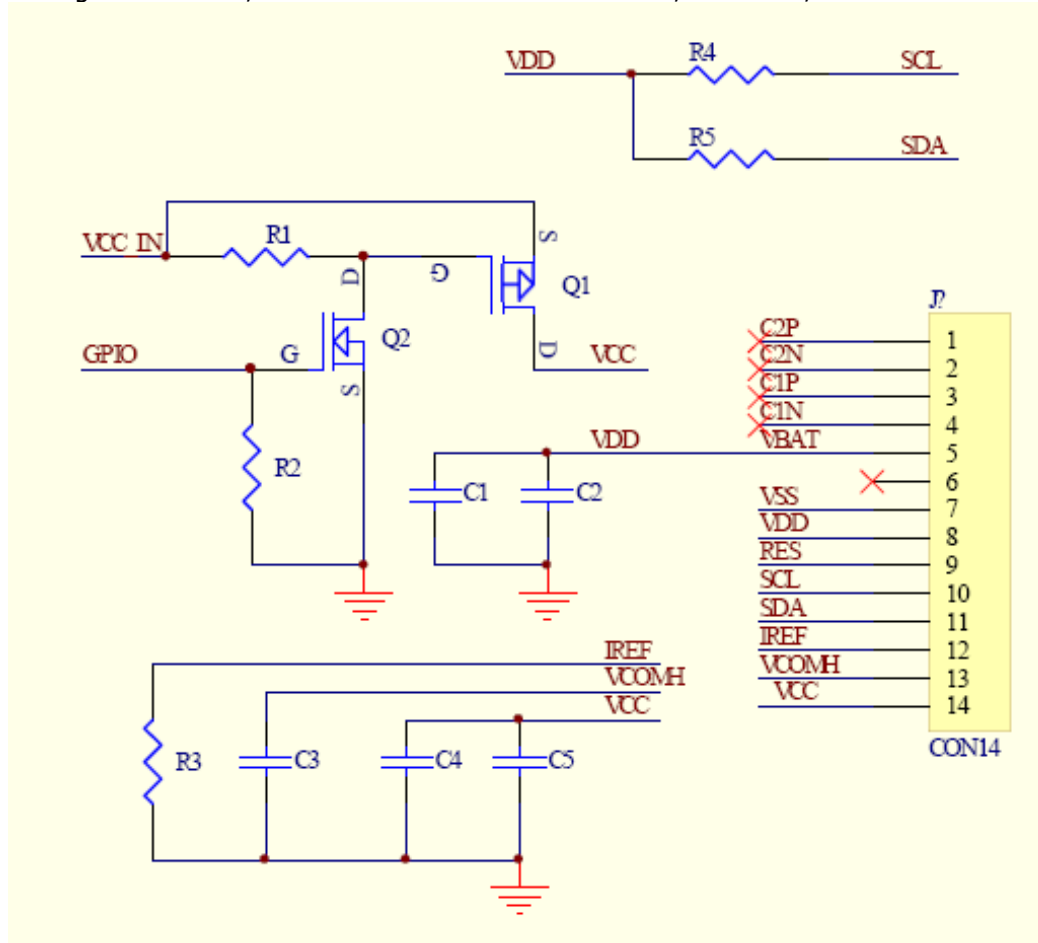 VDD R4 SCL
R5 SDA
VCC_IN R1 D G S Q1
GPIO G Q2 S D VCC
R2
VDD C1 C2
J?
C2P 1
C2N 2
C1P 3
C1N 4
VBAT 5
6
VSS 7
VDD 8
RES 9
SCL 10
SDA 11
IREF 12
VCOMH 13
VCC 14
CON14
IREF
VCOMH
VCC
R3 C3 C4 C5